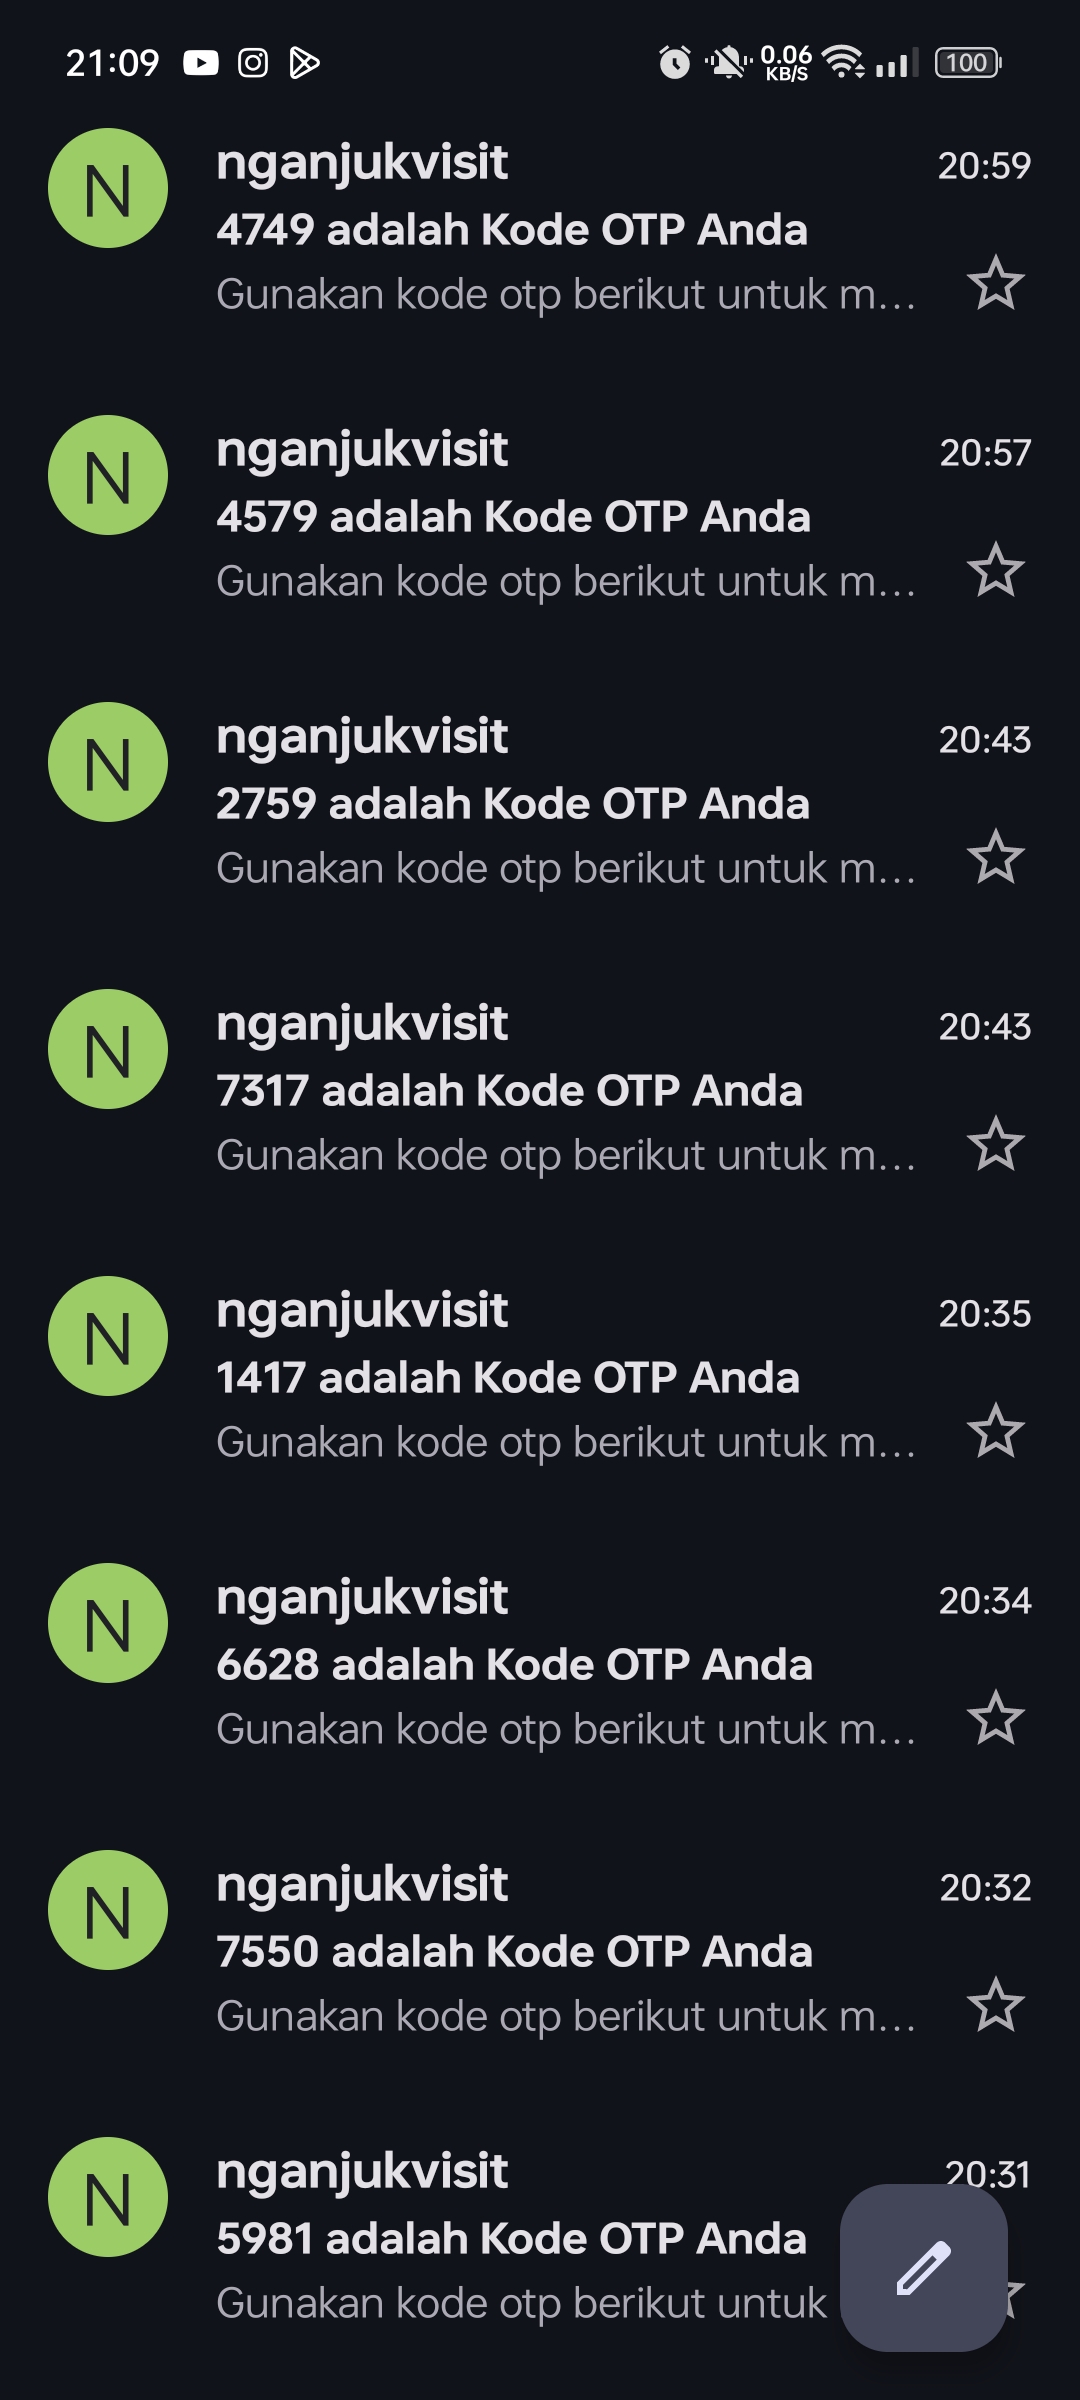 21:09
0.06
KB/S
100
N
nganjukvisit
20:59
4749 adalah Kode OTP Anda
Gunakan kode otp berikut untuk m...
N
nganjukvisit
20:57
4579 adalah Kode OTP Anda
Gunakan kode otp berikut untuk m...
N
nganjukvisit
20:43
2759 adalah Kode OTP Anda
Gunakan kode otp berikut untuk m...
N
nganjukvisit
20:43
7317 adalah Kode OTP Anda
Gunakan kode otp berikut untuk m...
N
nganjukvisit
20:35
1417 adalah Kode OTP Anda
Gunakan kode otp berikut untuk m...
N
nganjukvisit
20:34
6628 adalah Kode OTP Anda
Gunakan kode otp berikut untuk m...
N
nganjukvisit
20:32
7550 adalah Kode OTP Anda
Gunakan kode otp berikut untuk m...
N
nganjukvisit
20:31
5981 adalah Kode OTP Anda
Gunakan kode otp berikut untuk